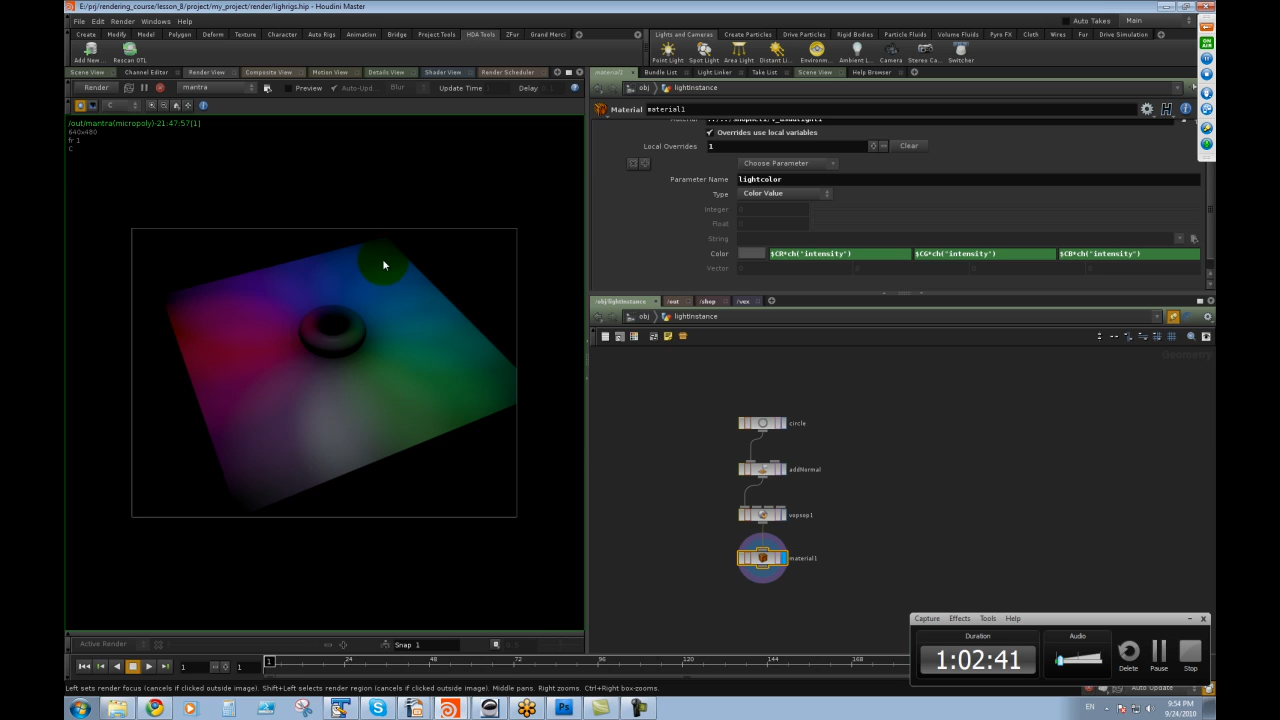 E:/prj/rendering_course/lesson_8/project/my_project/render/lighrigs.hip - Houdini Master
File Edit Render Windows Help
Auto Takes Main
Create Modify Model Polygon Deform Texture Character Auto Rigs Animation Bridge Project Tools HDA Tools ZFur Grand Merci
Lights and Cameras Create Particles Drive Particles Rigid Bodies Particle Fluids Volume Fluids Pyro FX Cloth Wires Fur Drive Simulation
Add New... Rescan OTL
Point Light Spot Light Area Light Distant Li... Environm... Ambient L... Camera Stereo Ca... Switcher
ON AIR
Scene View Channel Editor Render View Composite View Motion View Details View Shader View Render Scheduler
material1 Bundle List Light Linker Take List Scene View Help Browser
Render mantra Preview Auto-Upd... Blur Update Time Delay 0
obj lightInstance
C
Material material1
/out/mantra(micropoly)-21:47:57[1]
640x480
fr 1
C
Overrides use local variables
Local Overrides 1 Clear
Choose Parameter
Parameter Name lightcolor
Type Color Value
Integer 0
Float 0
String
Color $CR*ch("intensity") $CG*ch("intensity") $CB*ch("intensity")
Vector 0 0 0 0
/obj/lightInstance /out /shop /vex
obj lightInstance
Geometry
circle
addNormal
vopsop1
material1
Capture Effects Tools Help
Duration Audio
1:02:41
Delete Pause Stop
Active Render Snap 1
1 1 1 24 48 72 96 120 144 168
Left sets render focus (cancels if clicked outside image). Shift+Left selects render region (cancels if clicked outside image). Middle pans. Right zooms. Ctrl+Right box-zooms.
Auto Update
EN 9:54 PM
9/24/2010